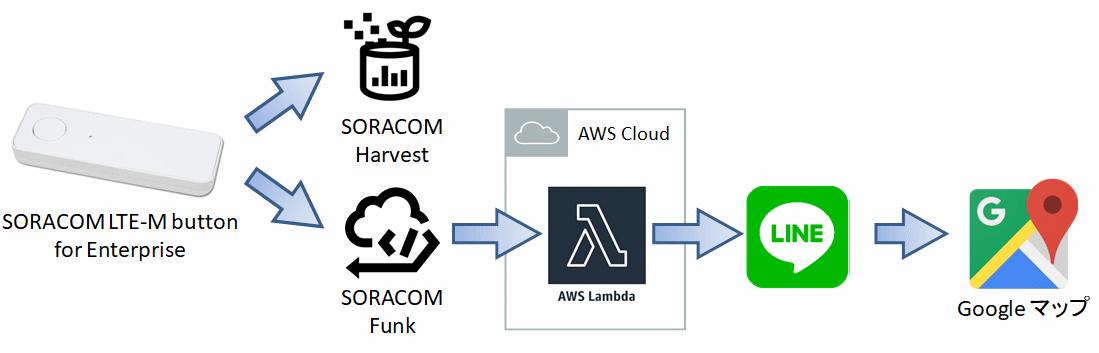 SORACOM LTE-M button
for Enterprise
SORACOM
Harvest
SORACOM
Funk
AWS Cloud
AWS Lambda
LINE
G
Google マップ